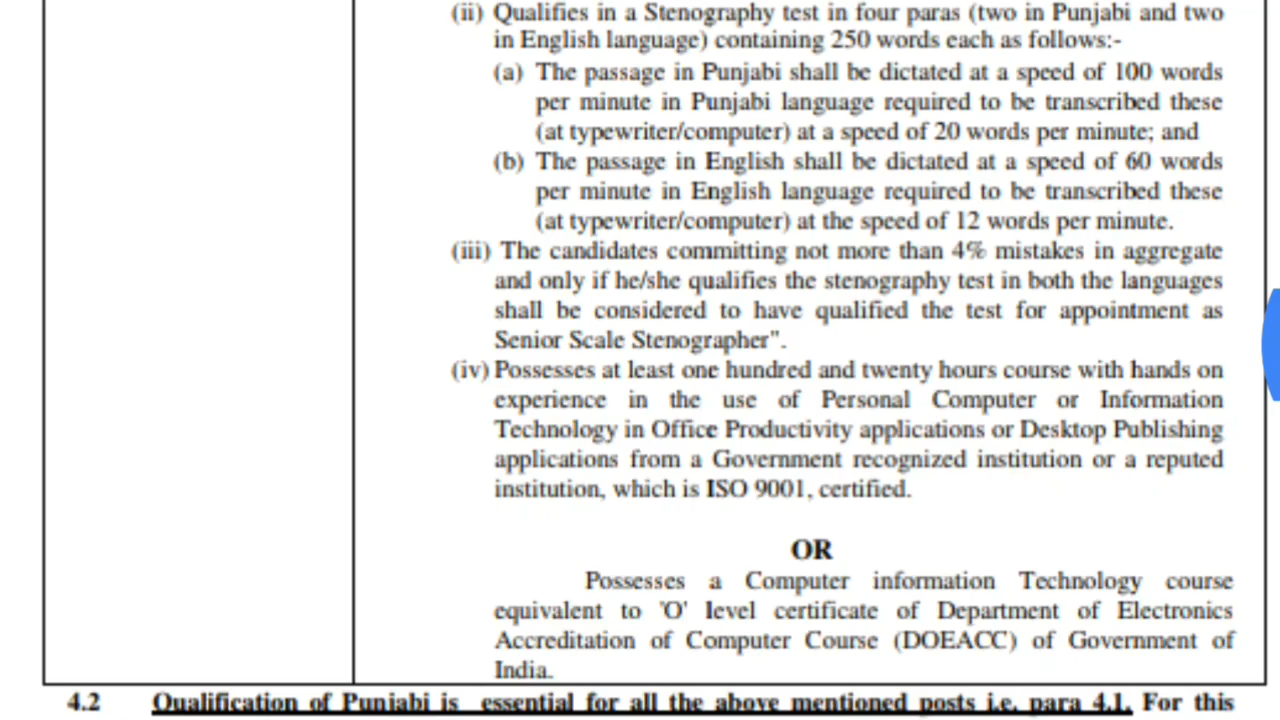 (ii) Qualifies in a Stenography test in four paras (two in Punjabi and two
in English language) containing 250 words each as follows:-
(a) The passage in Punjabi shall be dictated at a speed of 100 words
per minute in Punjabi language required to be transcribed these
(at typewriter/computer) at a speed of 20 words per minute; and
(b) The passage in English shall be dictated at a speed of 60 words
per minute in English language required to be transcribed these
(at typewriter/computer) at the speed of 12 words per minute.
(iii) The candidates committing not more than 4% mistakes in aggregate
and only if he/she qualifies the stenography test in both the languages
shall be considered to have qualified the test for appointment as
Senior Scale Stenographer".
(iv) Possesses at least one hundred and twenty hours course with hands on
experience in the use of Personal Computer or Information
Technology in Office Productivity applications or Desktop Publishing
applications from a Government recognized institution or a reputed
institution, which is ISO 9001, certified.
OR
Possesses a Computer information Technology course
equivalent to 'O' level certificate of Department of Electronics
Accreditation of Computer Course (DOEACC) of Government of
India.
4.2 Qualification of Punjabi is essential for all the above mentioned posts i.e. para 4.1. For this